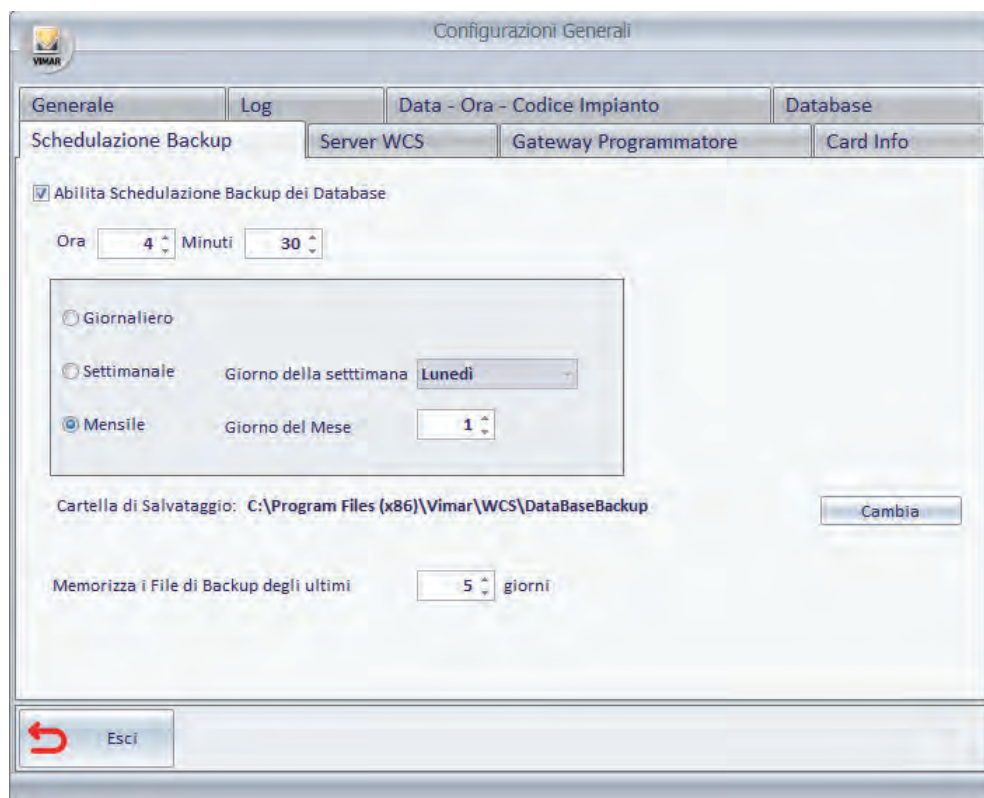 Configurazioni Generali
VIMAR
Generale Log Data - Ora - Codice Impianto Database
Schedulazione Backup Server WCS Gateway Programmatore Card Info
Abilita Schedulazione Backup dei Database
Ora 4 Minuti 30
Giornaliero
Settimanale Giorno della setttimana Lunedì
Mensile Giorno del Mese 1
Cartella di Salvataggio: C:\Program Files (x86)\Vimar\WCS\DataBaseBackup Cambia
Memorizza i File di Backup degli ultimi 5 giorni
Esci